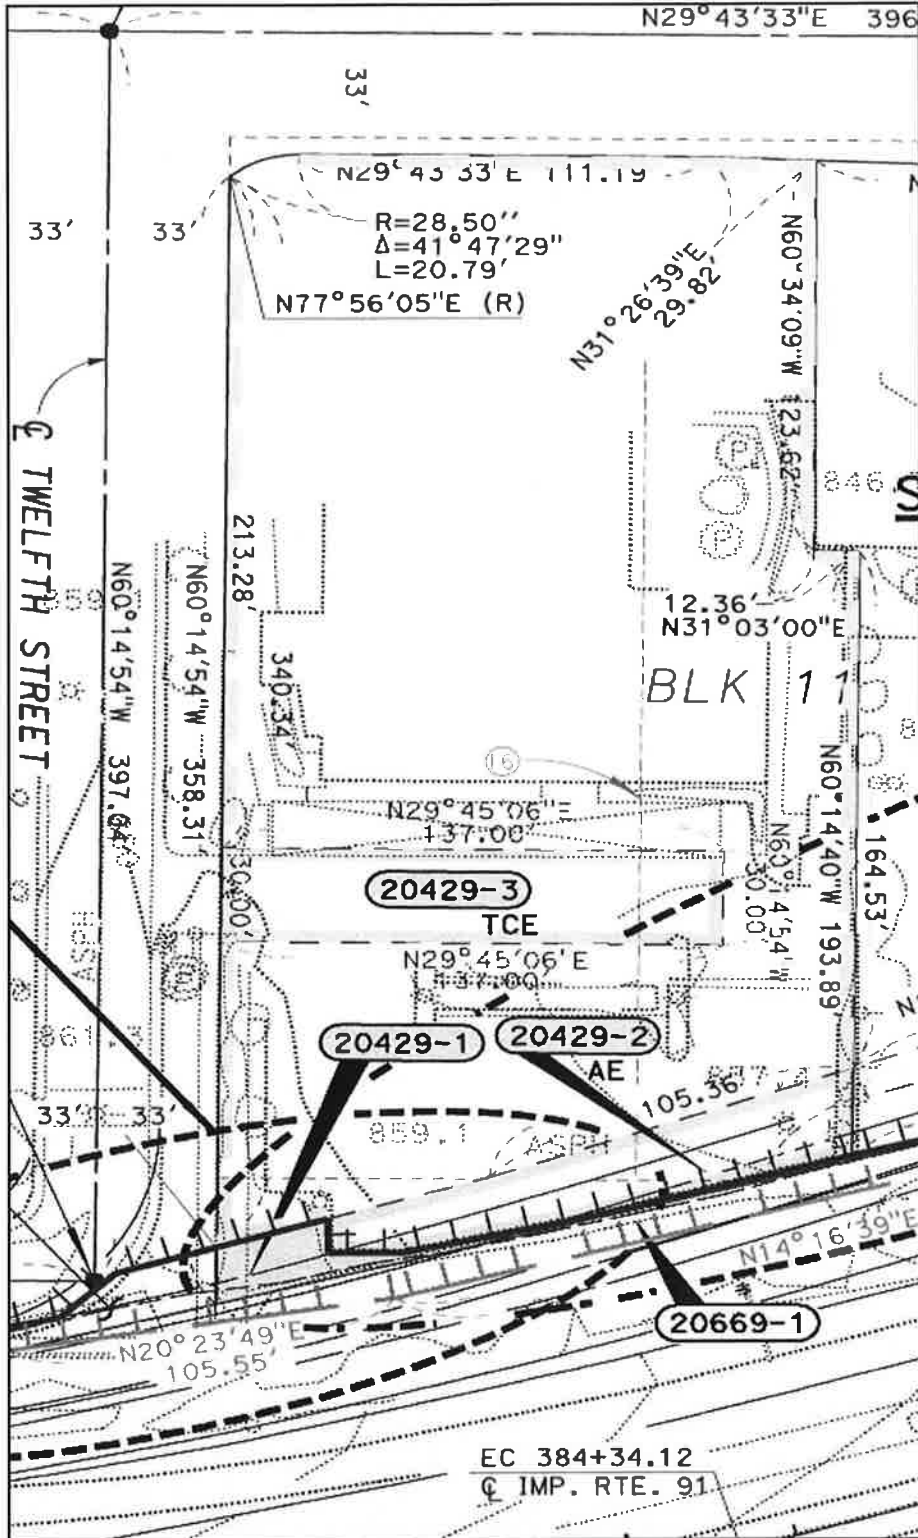 N29°43'33"E 396
33'
N29°43'33"E 111.19
33'
33'
R=28.50''
Δ=41°47'29"
L=20.79'
N77°56'05"E (R)
N31°26'39"E
29.82'
N60°34'09"W 123.62'
P
P
846
℄ TWELFTH STREET
213.28'
12.36'
N31°03'00"E
N60°14'54"W 397.64'
N60°14'54"W 358.31'
340.34'
BLK 11
16
N29°45'06"E
137.00'
N60°14'40"W 193.89'
164.53'
30.00'
20429-3
TCE
N60°14'54"W
30.00'
N29°45'06"E
137.00'
ASPH
861.
20429-1
20429-2
AE
105.36'
33'
33'
859.1
ASPH
N14°16'39"E
20669-1
N20°23'49"E
105.55'
EC 384+34.12
℄ IMP. RTE. 91